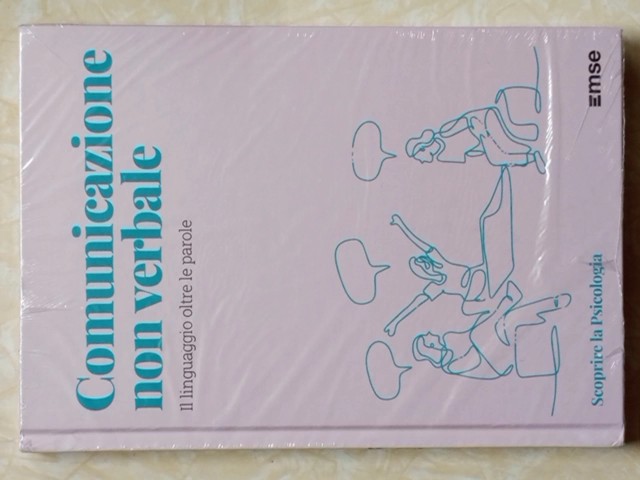 Comunicazione
non verbale
Il linguaggio oltre le parole
Scoprire la Psicologia
emse